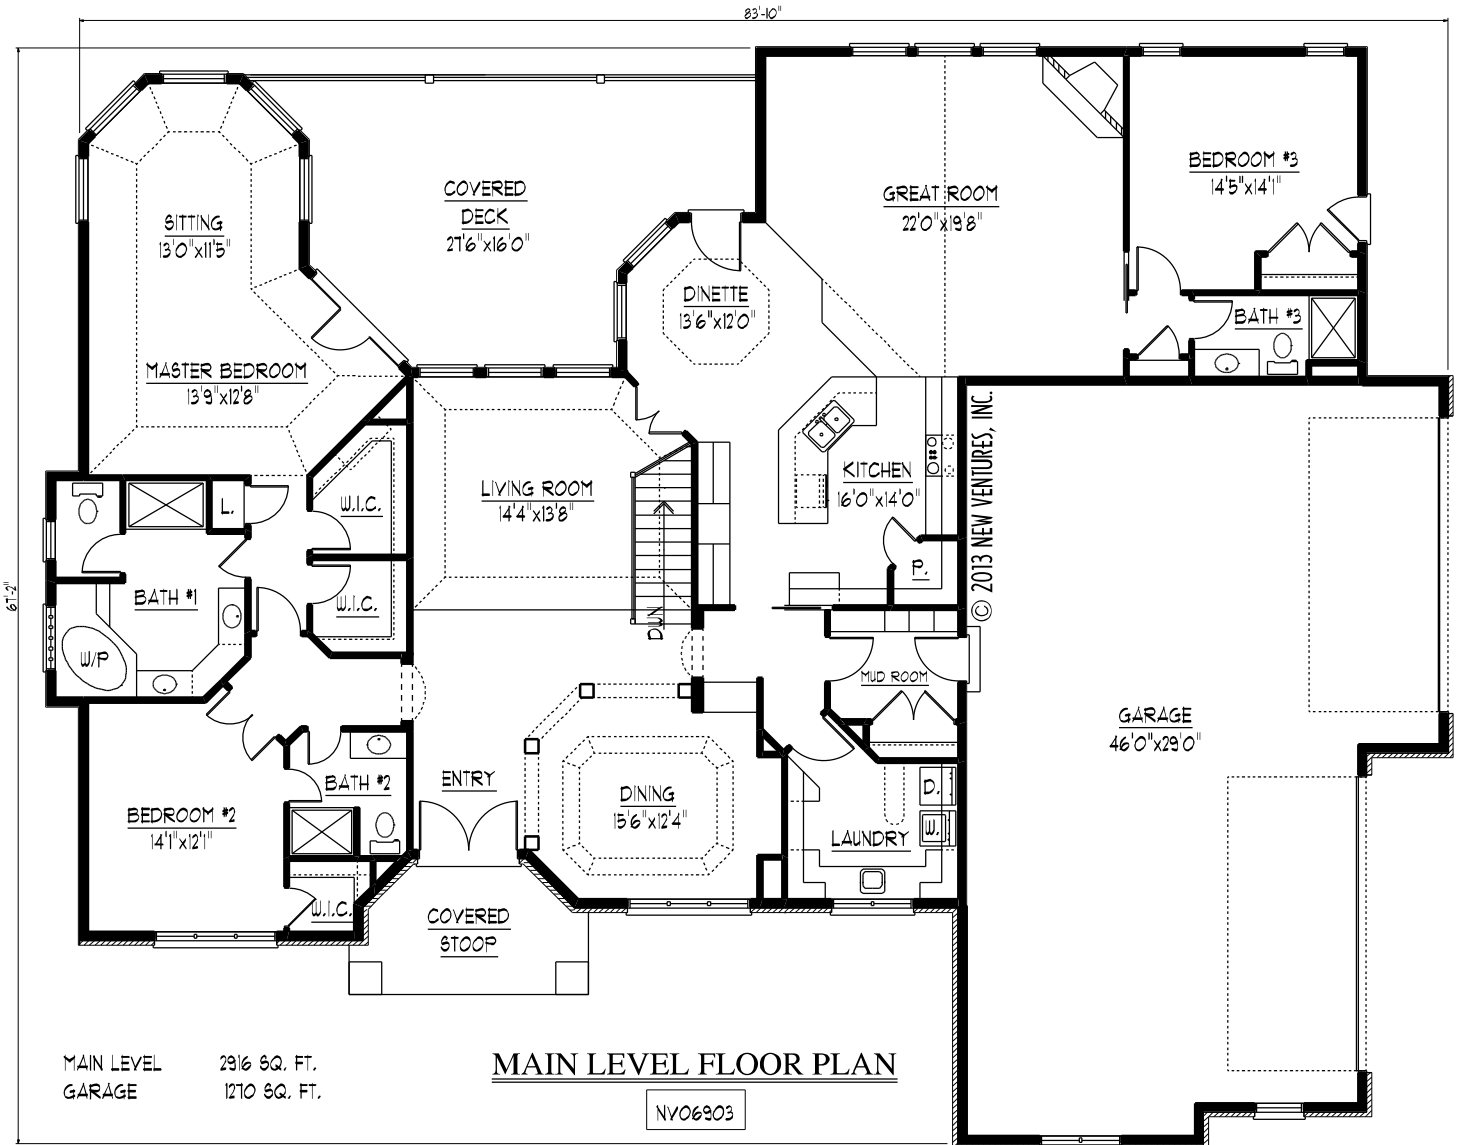 83'-10"
67'-2"
COVERED
DECK
27'6"x16'0"
GREAT ROOM
22'0"x19'8"
BEDROOM #3
14'5"x14'1"
SITTING
13'0"x11'5"
DINETTE
13'6"x12'0"
BATH #3
MASTER BEDROOM
13'9"x12'8"
KITCHEN
16'0"x14'0"
© 2013 NEW VENTURES, INC.
LIVING ROOM
14'4"x13'8"
L.
W.I.C.
P.
BATH #1
W.I.C.
DWN
W/P
MUD ROOM
GARAGE
46'0"x29'0"
ENTRY
BATH #2
DINING
15'6"x12'4"
D.
BEDROOM #2
14'1"x12'1"
W.
LAUNDRY
W.I.C.
COVERED
STOOP
MAIN LEVEL 2916 SQ. FT.
GARAGE 1270 SQ. FT.
MAIN LEVEL FLOOR PLAN
NV06903